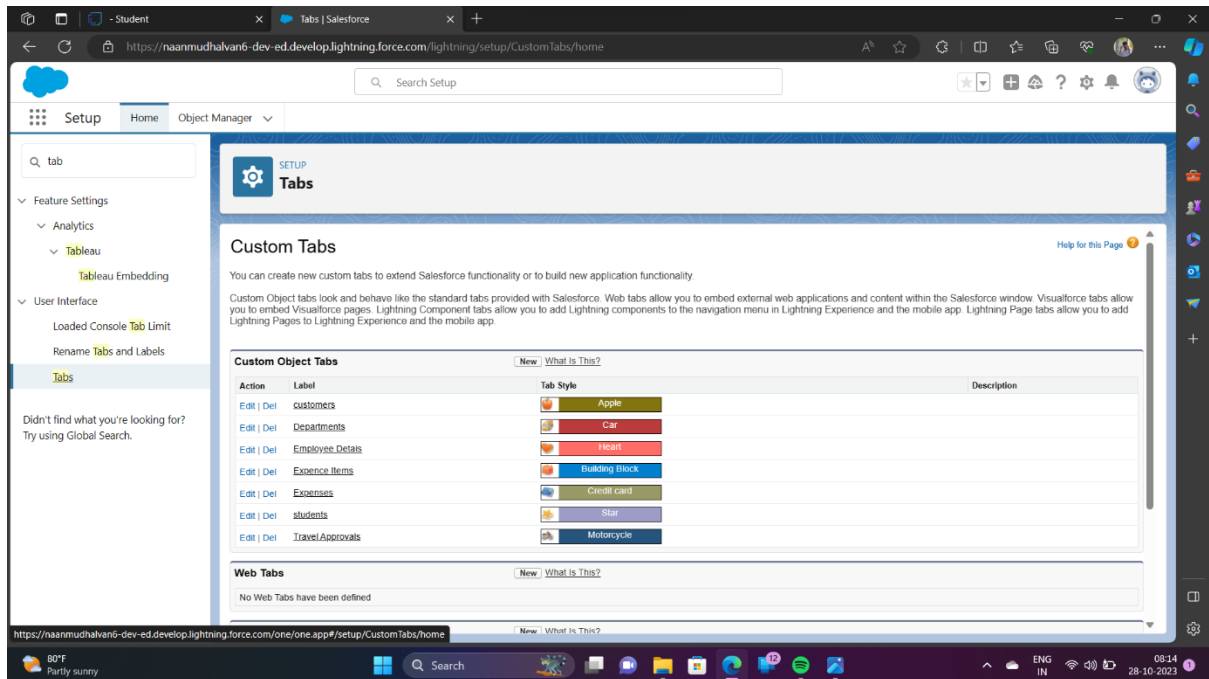 - Student
Tabs | Salesforce
https://naanmudhalvan6-dev-ed.develop.lightning.force.com/lightning/setup/CustomTabs/home
Search Setup
Setup
Home
Object Manager
tab
SETUP
Tabs
Feature Settings
Analytics
Tableau
Tableau Embedding
User Interface
Loaded Console Tab Limit
Rename Tabs and Labels
Tabs
Didn't find what you're looking for?
Try using Global Search.
Custom Tabs
Help for this Page
You can create new custom tabs to extend Salesforce functionality or to build new application functionality.
Custom Object tabs look and behave like the standard tabs provided with Salesforce. Web tabs allow you to embed external web applications and content within the Salesforce window. Visualforce tabs allow
you to embed Visualforce pages. Lightning Component tabs allow you to add Lightning components to the navigation menu in Lightning Experience and the mobile app. Lightning Page tabs allow you to add
Lightning Pages to Lightning Experience and the mobile app.
Custom Object Tabs New What Is This?
Action Label Tab Style Description
Edit | Del customers Apple
Edit | Del Departments Car
Edit | Del Employee Detais Heart
Edit | Del Expence Items Building Block
Edit | Del Expenses Credit card
Edit | Del students Star
Edit | Del Travel Approvals Motorcycle
Web Tabs New What Is This?
No Web Tabs have been defined
New What Is This?
https://naanmudhalvan6-dev-ed.develop.lightning.force.com/one/one.app#/setup/CustomTabs/home
80°F
Partly sunny
Search
12
ENG
IN
08:14
28-10-2023
1